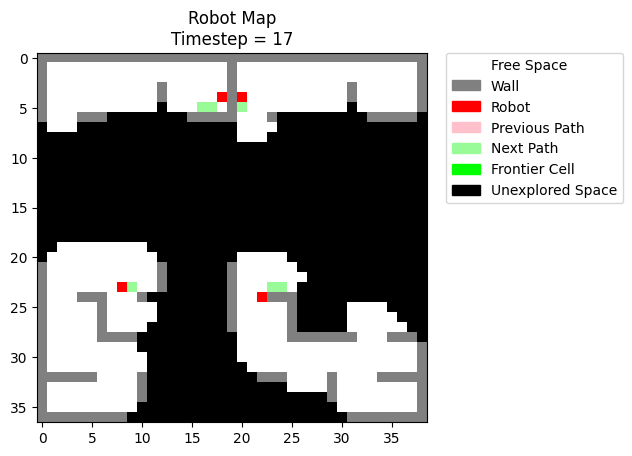 Robot Map
Timestep = 17
Free Space
Wall
Robot
Previous Path
Next Path
Frontier Cell
Unexplored Space
0
5
10
15
20
25
30
35
0 5 10 15 20 25 30 35